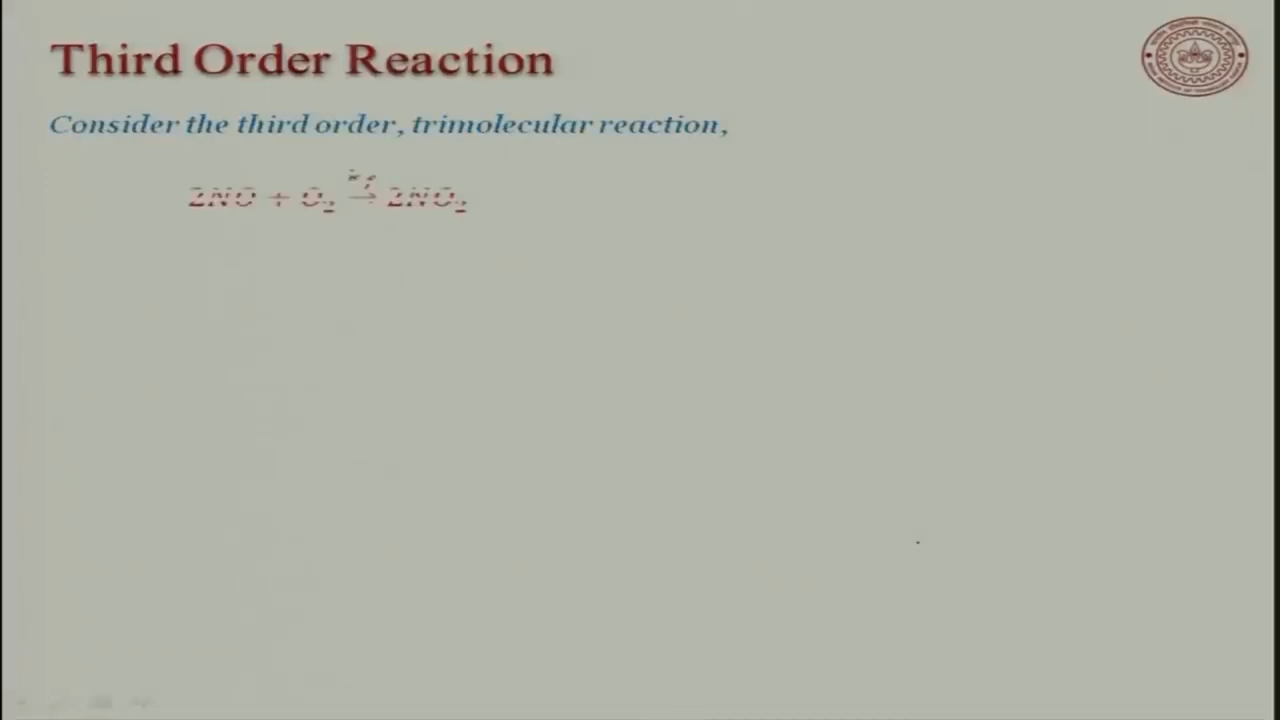 Third Order Reaction
Consider the third order, trimolecular reaction,
2NO + O₂ → 2NO₂